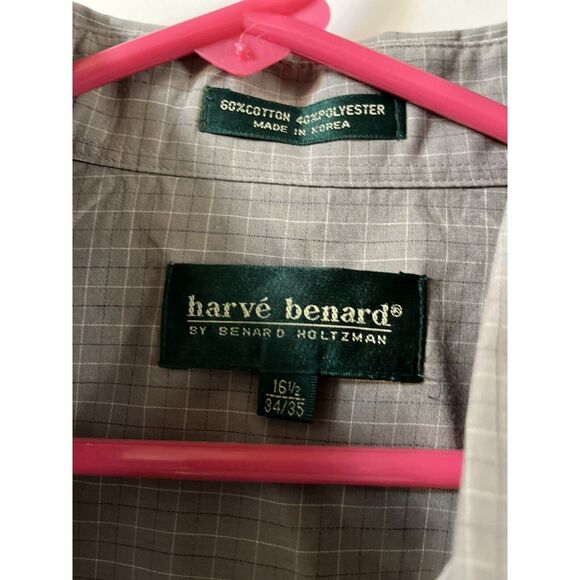 60%COTTON 40%POLYESTER
MADE IN KOREA
harvé benard®
BY BENARD HOLTZMAN
16½
34/35